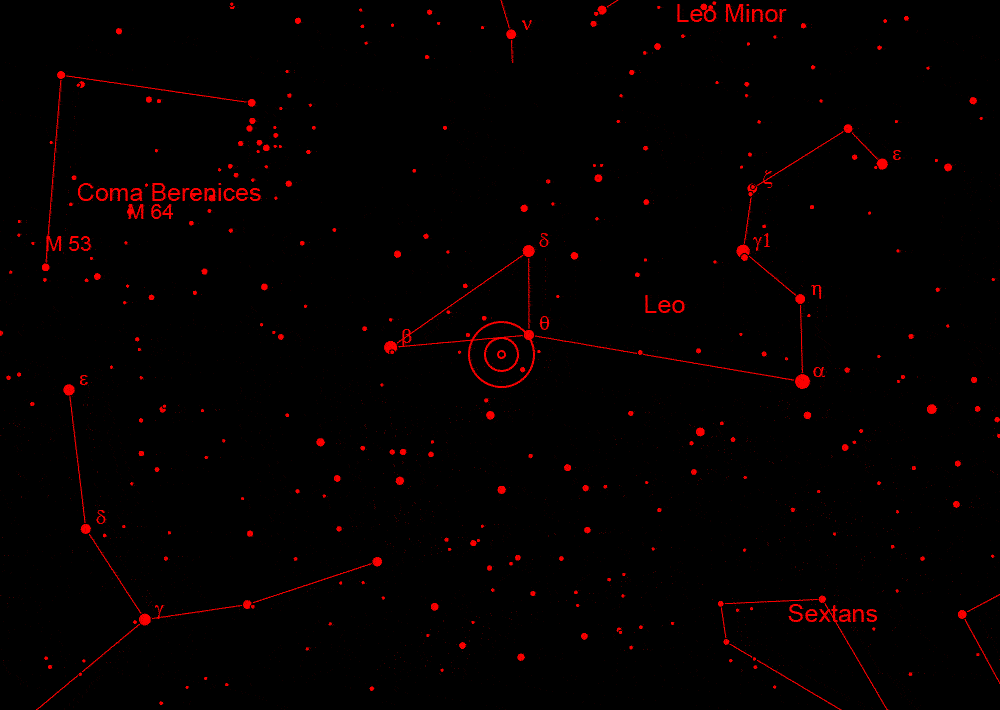 Leo Minor
ν
ε
ζ
Coma Berenices
M 64
M 53
δ
γ1
η
Leo
θ
β
α
ε
δ
γ
Sextans